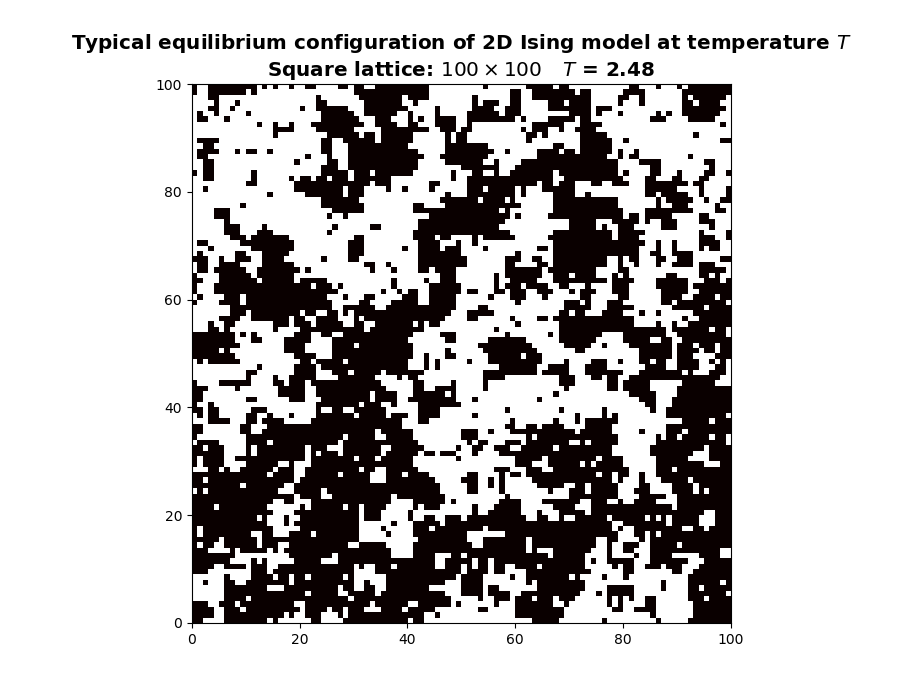 Typical equilibrium configuration of 2D Ising model at temperature T
Square lattice: 100 × 100 T = 2.48
100
80
60
40
20
0
0 20 40 60 80 100